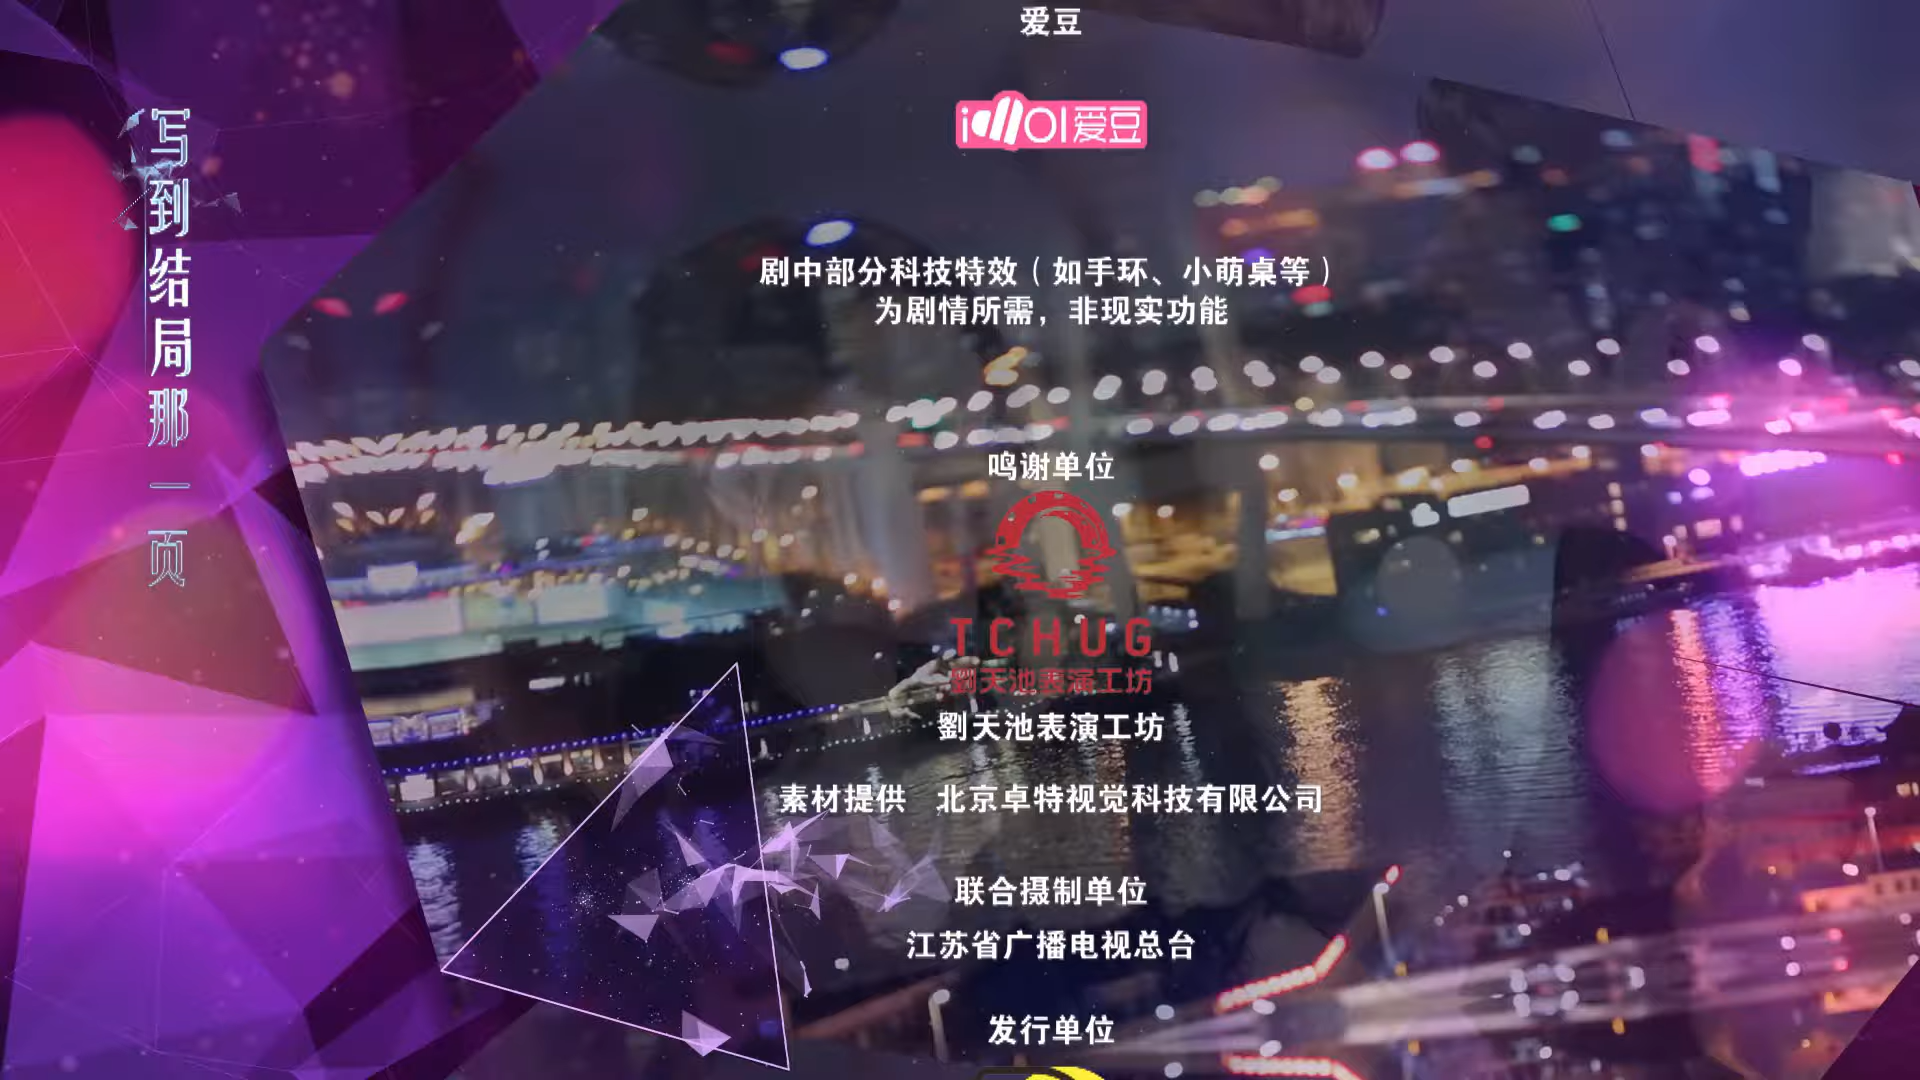 写到结局那一页
爱豆
idol爱豆
剧中部分科技特效（如手环、小萌桌等）
为剧情所需，非现实功能
鸣谢单位
TCHUG
劉天池表演工坊
劉天池表演工坊
素材提供 北京卓特视觉科技有限公司
联合摄制单位
江苏省广播电视总台
发行单位